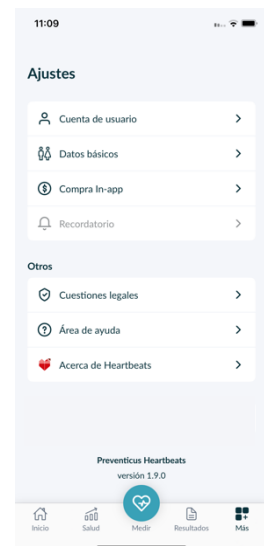 11:09
Ajustes
Cuenta de usuario
Datos básicos
Compra In-app
Recordatorio
Otros
Cuestiones legales
Área de ayuda
Acerca de Heartbeats
Preventicus Heartbeats
versión 1.9.0
Inicio Salud Medir Resultados Más